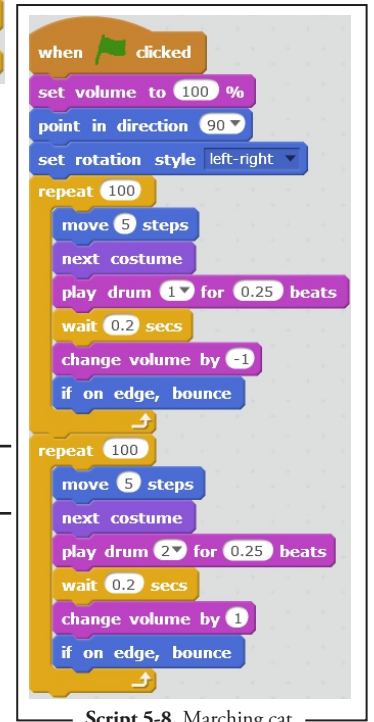 when clicked
set volume to 100 %
point in direction 90
set rotation style left-right
repeat 100
move 5 steps
next costume
play drum 1 for 0.25 beats
wait 0.2 secs
change volume by -1
if on edge, bounce
repeat 100
move 5 steps
next costume
play drum 2 for 0.25 beats
wait 0.2 secs
change volume by 1
if on edge, bounce
Script 5-8. Marching cat